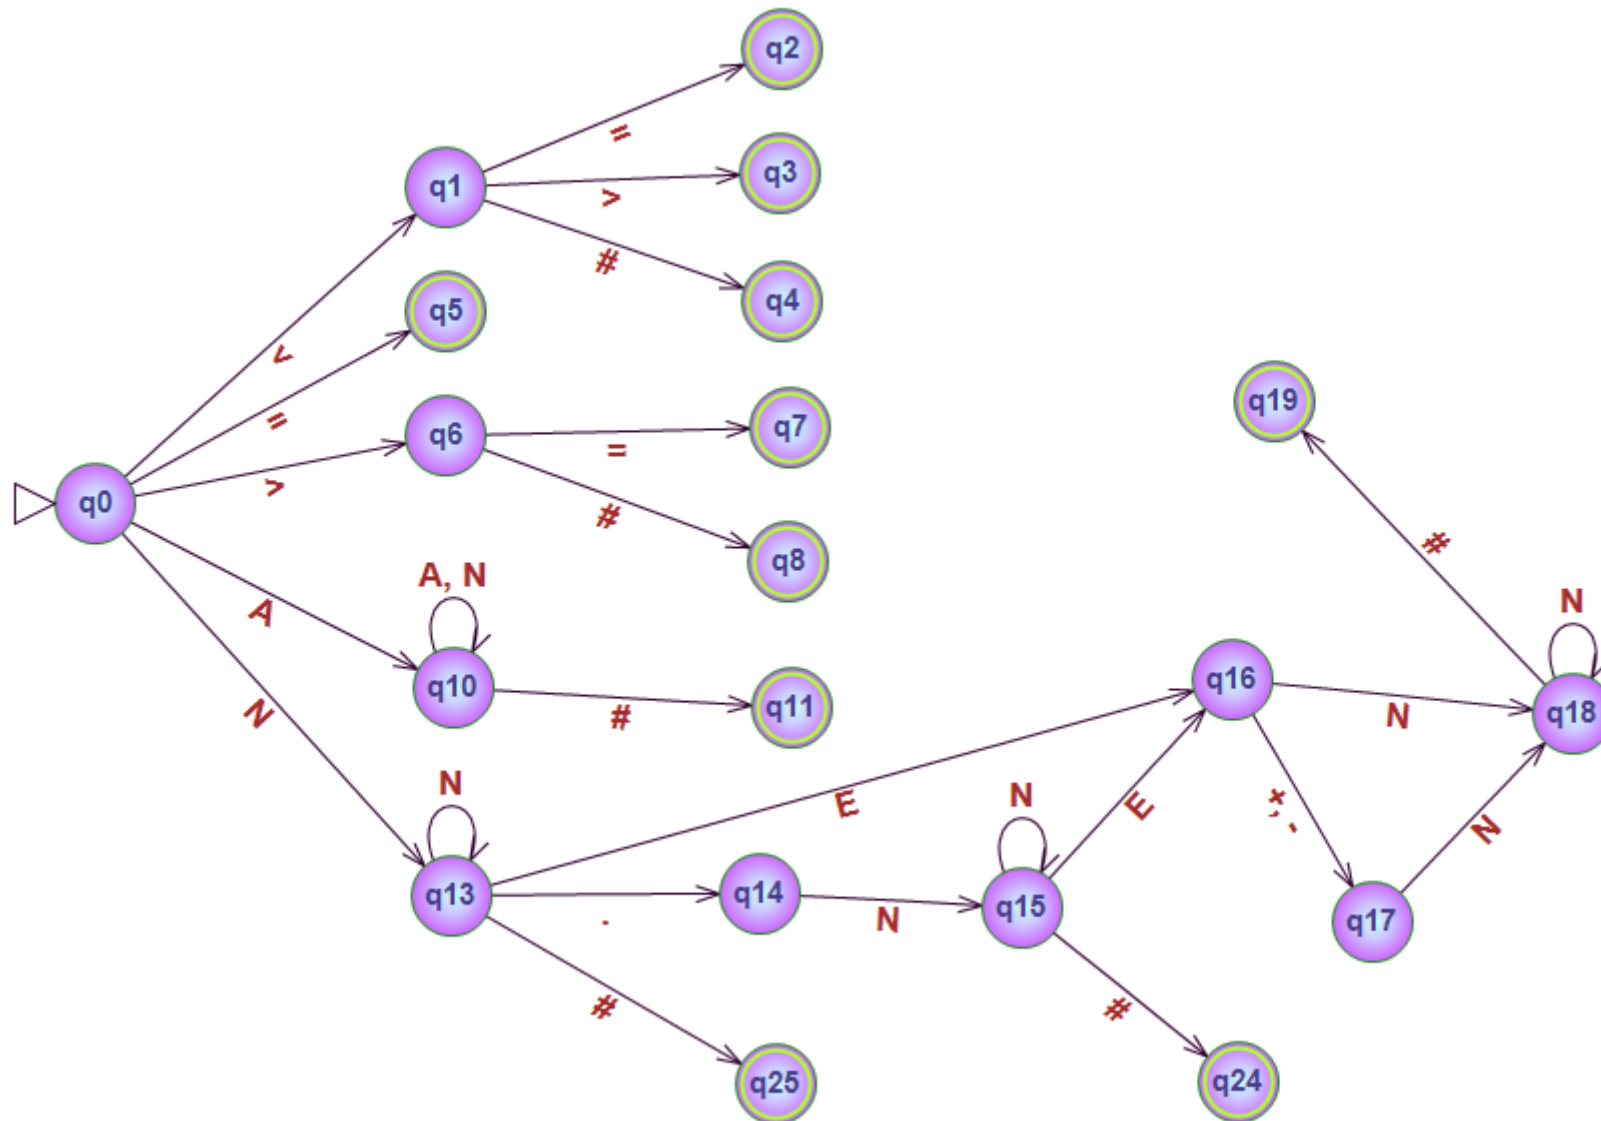 q2
=
q3
q1
>
#
q4
q5
<
=
q19
q6
=
q7
>
q0
#
#
q8
A, N
N
A
q10
#
q11
q16
N
q18
N
N
N
E
E
+, -
N
q13
.
q14
N
q15
q17
#
#
q25
q24